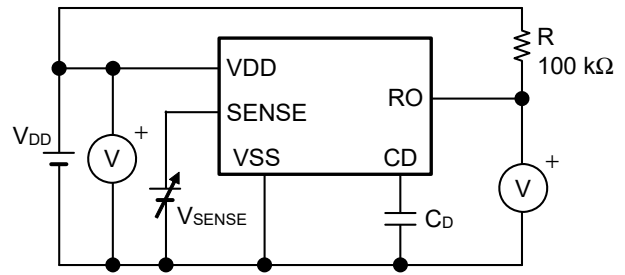 R
100 kΩ
VDD
RO
SENSE
VDD
+
V
VSS
CD
+
V
VSENSE
CD